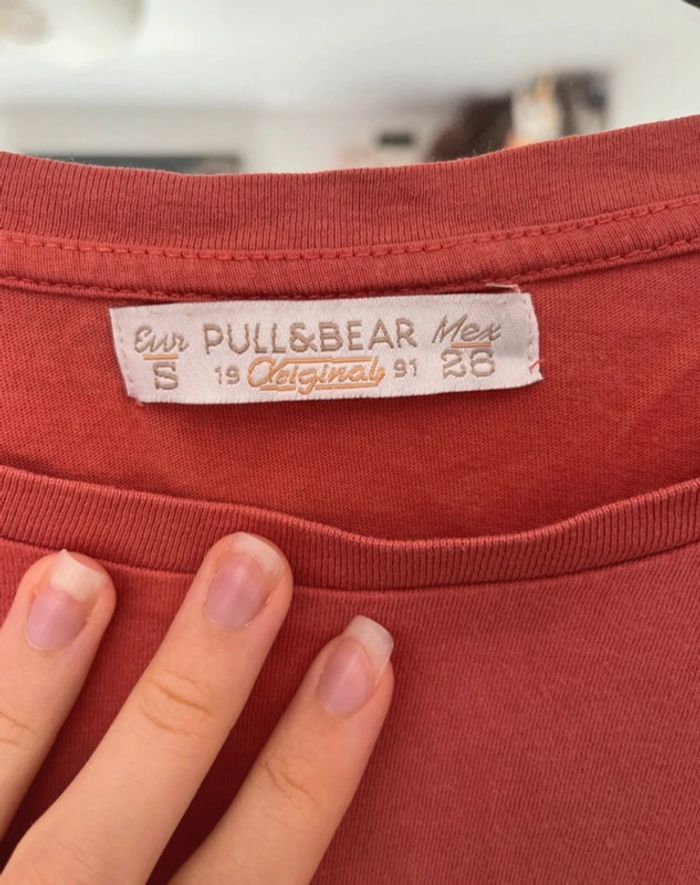 Eur PULL&BEAR Mex
S 19 Original 91 26